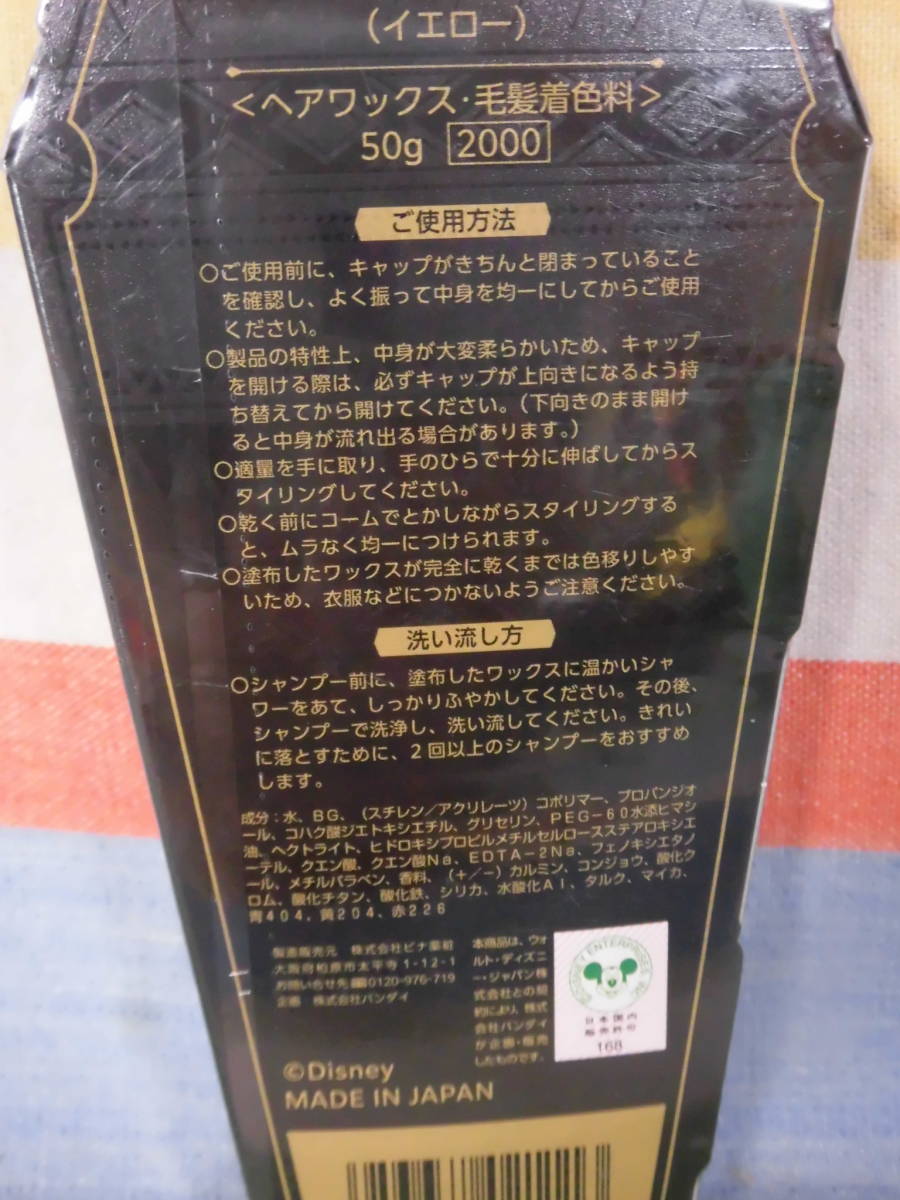 (イエロー)
<ヘアワックス・毛髪着色料>
50g 2000
ご使用方法
○ご使用前に、キャップがきちんと閉まっていること
を確認し、よく振って中身を均一にしてからご使用
ください。
○製品の特性上、中身が大変柔らかいため、キャップ
を開ける際は、必ずキャップが上向きになるよう持
ち替えてから開けてください。(下向きのまま開け
ると中身が流れ出る場合があります。)
○適量を手に取り、手のひらで十分に伸ばしてからス
タイリングしてください。
○乾く前にコームでとかしながらスタイリングする
と、ムラなく均一につけられます。
○塗布したワックスが完全に乾くまでは色移りしやす
いため、衣服などにつかないようご注意ください。
洗い流し方
○シャンプー前に、塗布したワックスに温かいシャ
ワーをあて、しっかりふやかしてください。その後、
シャンプーで洗浄し、洗い流してください。きれい
に落とすために、2回以上のシャンプーをおすすめ
します。
成分:水、BG、(スチレン/アクリレーツ)コポリマー、プロパンジオ
ール、コハク酸ジエトキシエチル、グリセリン、PEG-60水添ヒマシ
油、ヘクトライト、ヒドロキシプロピルメチルセルロースステアロキシエ
ーテル、クエン酸、クエン酸Na、EDTA-2Na、フェノキシエタノ
ール、メチルパラベン、香料、(+/-)カルミン、コンジョウ、酸化ク
ロム、酸化チタン、酸化鉄、シリカ、水酸化Al、タルク、マイカ、
青404、黄204、赤226
製造販売元 株式会社ピナ薬粧
大阪府柏原市太平寺1-12-1
お問い合せ先 0120-976-719
企画 株式会社バンダイ
本商品は、ウォ
ルト・ディズニ
ー・ジャパン株
式会社との契
約により、株式
会社バンダイ
が企画・販売
したものです。
DISNEY ENTERPRISES, INC.
日本国内
販売許可
168
©Disney
MADE IN JAPAN